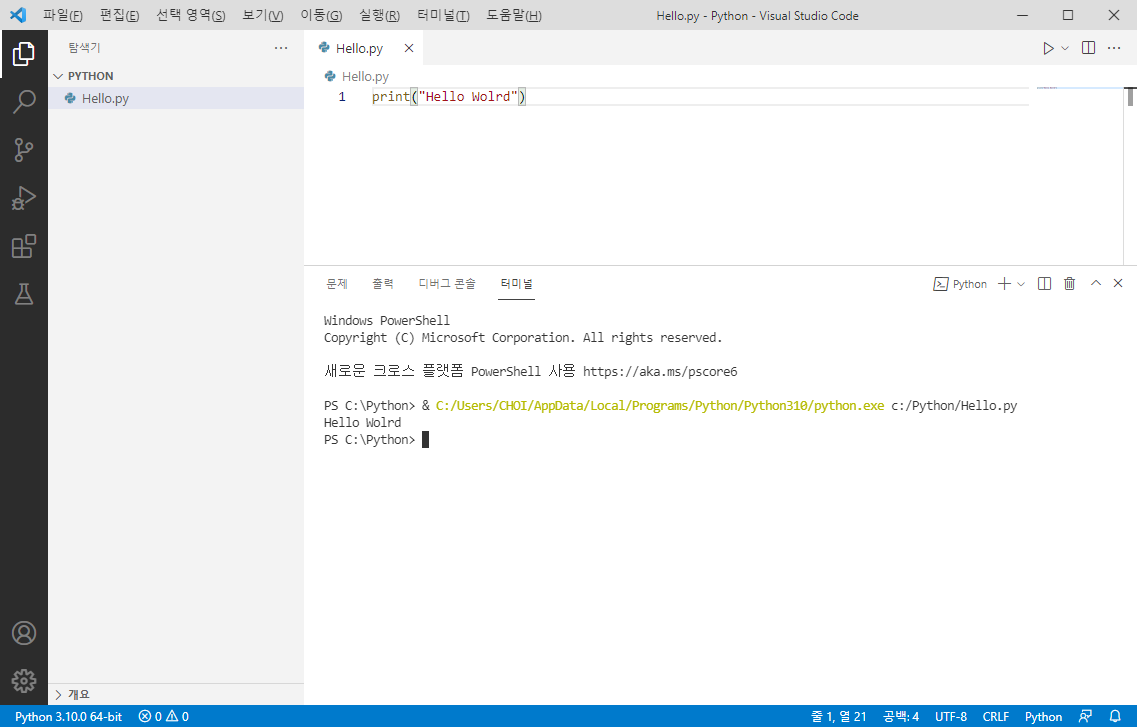 파일(F) 편집(E) 선택 영역(S) 보기(V) 이동(G) 실행(R) 터미널(T) 도움말(H) Hello.py - Python - Visual Studio Code
탐색기
PYTHON
Hello.py
Hello.py
Hello.py
1 print("Hello Wolrd")
문제 출력 디버그 콘솔 터미널 Python
Windows PowerShell
Copyright (C) Microsoft Corporation. All rights reserved.
새로운 크로스 플랫폼 PowerShell 사용 https://aka.ms/pscore6
PS C:\Python> & C:/Users/CHOI/AppData/Local/Programs/Python/Python310/python.exe c:/Python/Hello.py
Hello Wolrd
PS C:\Python>
개요
Python 3.10.0 64-bit 0 0 줄 1, 열 21 공백: 4 UTF-8 CRLF Python